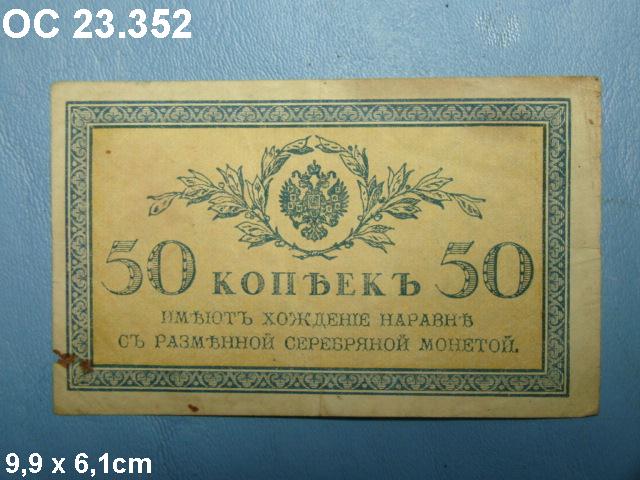 OC 23.352
50 КОПѢЕКЪ 50
ИМѢЮТЪ ХОЖДЕНІЕ НАРАВНѢ
СЪ РАЗМѢННОЙ СЕРЕБРЯНОЙ МОНЕТОЙ.
9,9 x 6,1cm